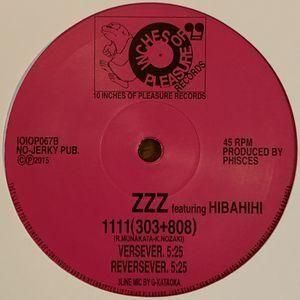 INCHES OF PLEASURE RECORDS
10 INCHES OF PLEASURE RECORDS
IOIOP067B
NO-JERKY PUB.
©℗2015
45 RPM
PRODUCED BY
PHISCES
ZZZ featuring HIBAHIHI
1111(303+808)
(R.MUNAKATA-K.NOZAKI)
VERSEVER. 5:25
REVERSEVER. 5:25
3LINE MIC BY G-KATAOKA